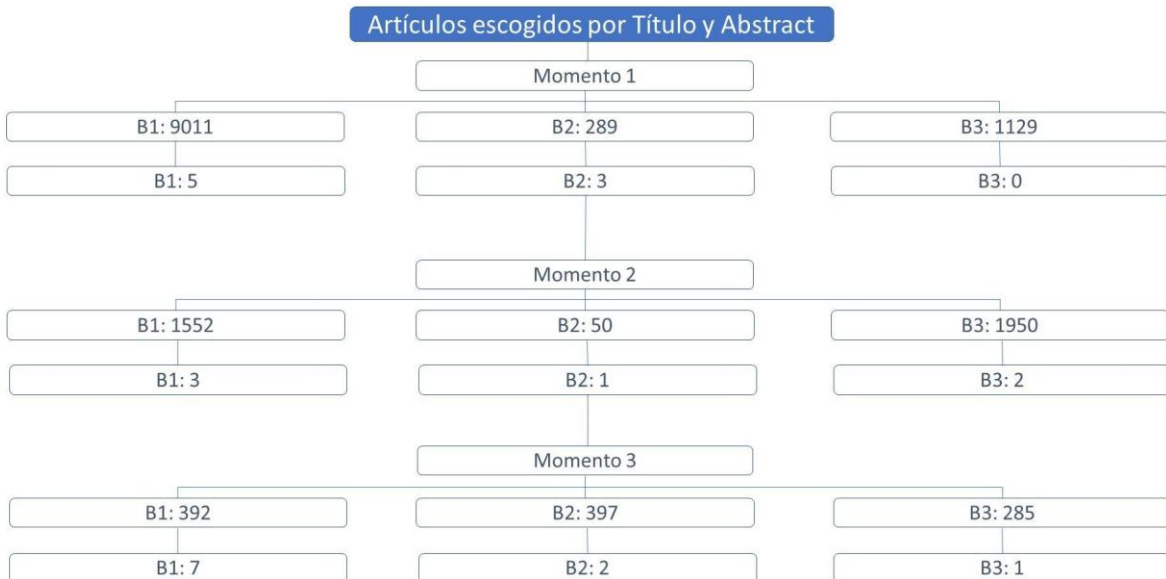 Artículos escogidos por Título y Abstract
Momento 1
B1: 9011
B2: 289
B3: 1129
B1: 5
B2: 3
B3: 0
Momento 2
B1: 1552
B2: 50
B3: 1950
B1: 3
B2: 1
B3: 2
Momento 3
B1: 392
B2: 397
B3: 285
B1: 7
B2: 2
B3: 1